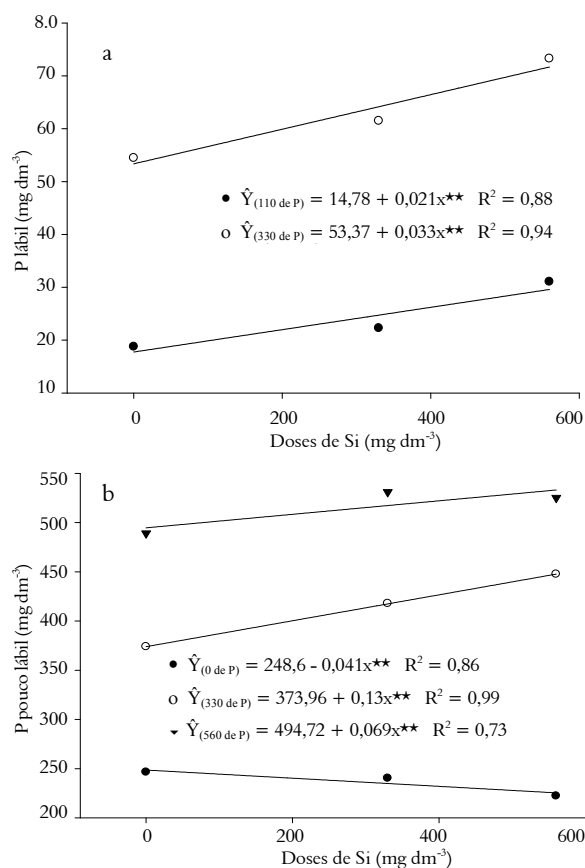 a
8.0
70
60
50
40
30
20
10
P lábil (mg dm-3)
● Ŷ(110 de P) = 14,78 + 0,021x★★ R2 = 0,88
o Ŷ(330 de P) = 53,37 + 0,033x★★ R2 = 0,94
0 200 400 600
Doses de Si (mg dm-3)
b
550
500
450
400
350
300
250
200
P pouco lábil (mg dm-3)
● Ŷ(0 de P) = 248,6 - 0,041x★★ R2 = 0,86
○ Ŷ(330 de P) = 373,96 + 0,13x★★ R2 = 0,99
▼ Ŷ(560 de P) = 494,72 + 0,069x★★ R2 = 0,73
0 200 400 600
Doses de Si (mg dm-3)